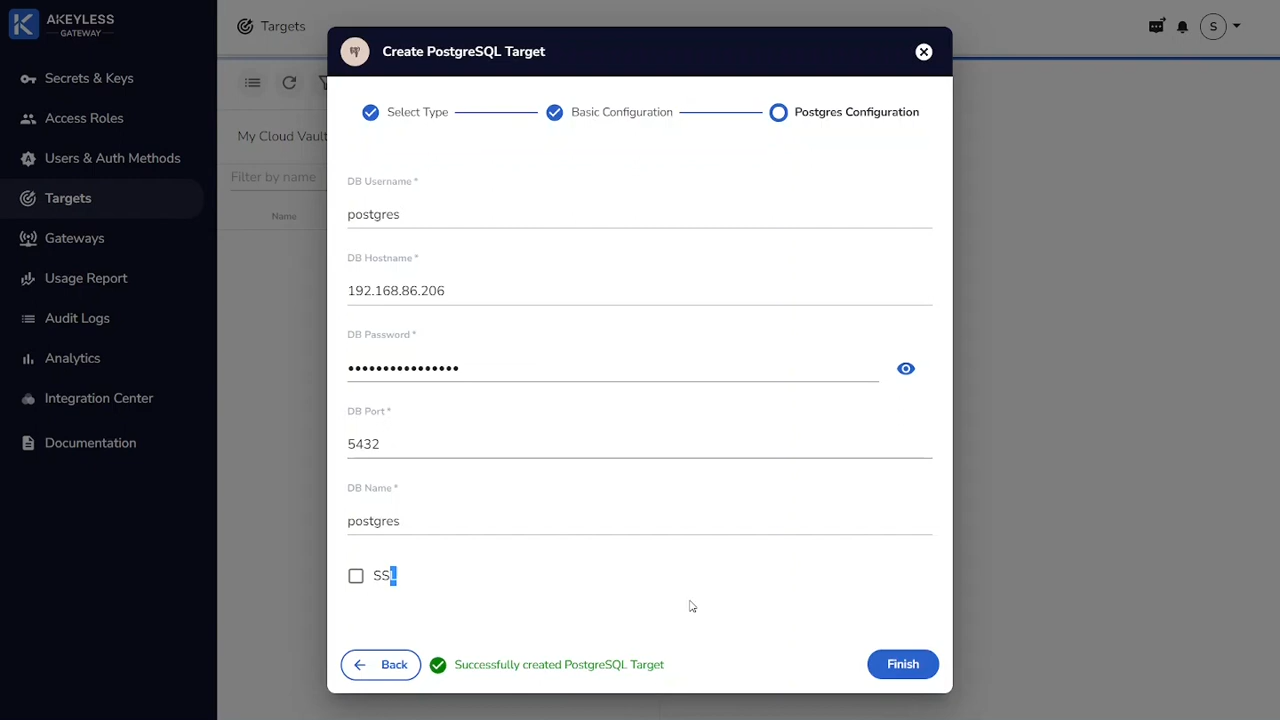 AKEYLESS
GATEWAY
Secrets & Keys
Access Roles
Users & Auth Methods
Targets
Gateways
Usage Report
Audit Logs
Analytics
Integration Center
Documentation
Targets
S
My Cloud Vault
Filter by name
Name
Create PostgreSQL Target
Select Type
Basic Configuration
Postgres Configuration
DB Username *
postgres
DB Hostname *
192.168.86.206
DB Password *
••••••••••••••••
DB Port *
5432
DB Name *
postgres
SSL
Back
Successfully created PostgreSQL Target
Finish